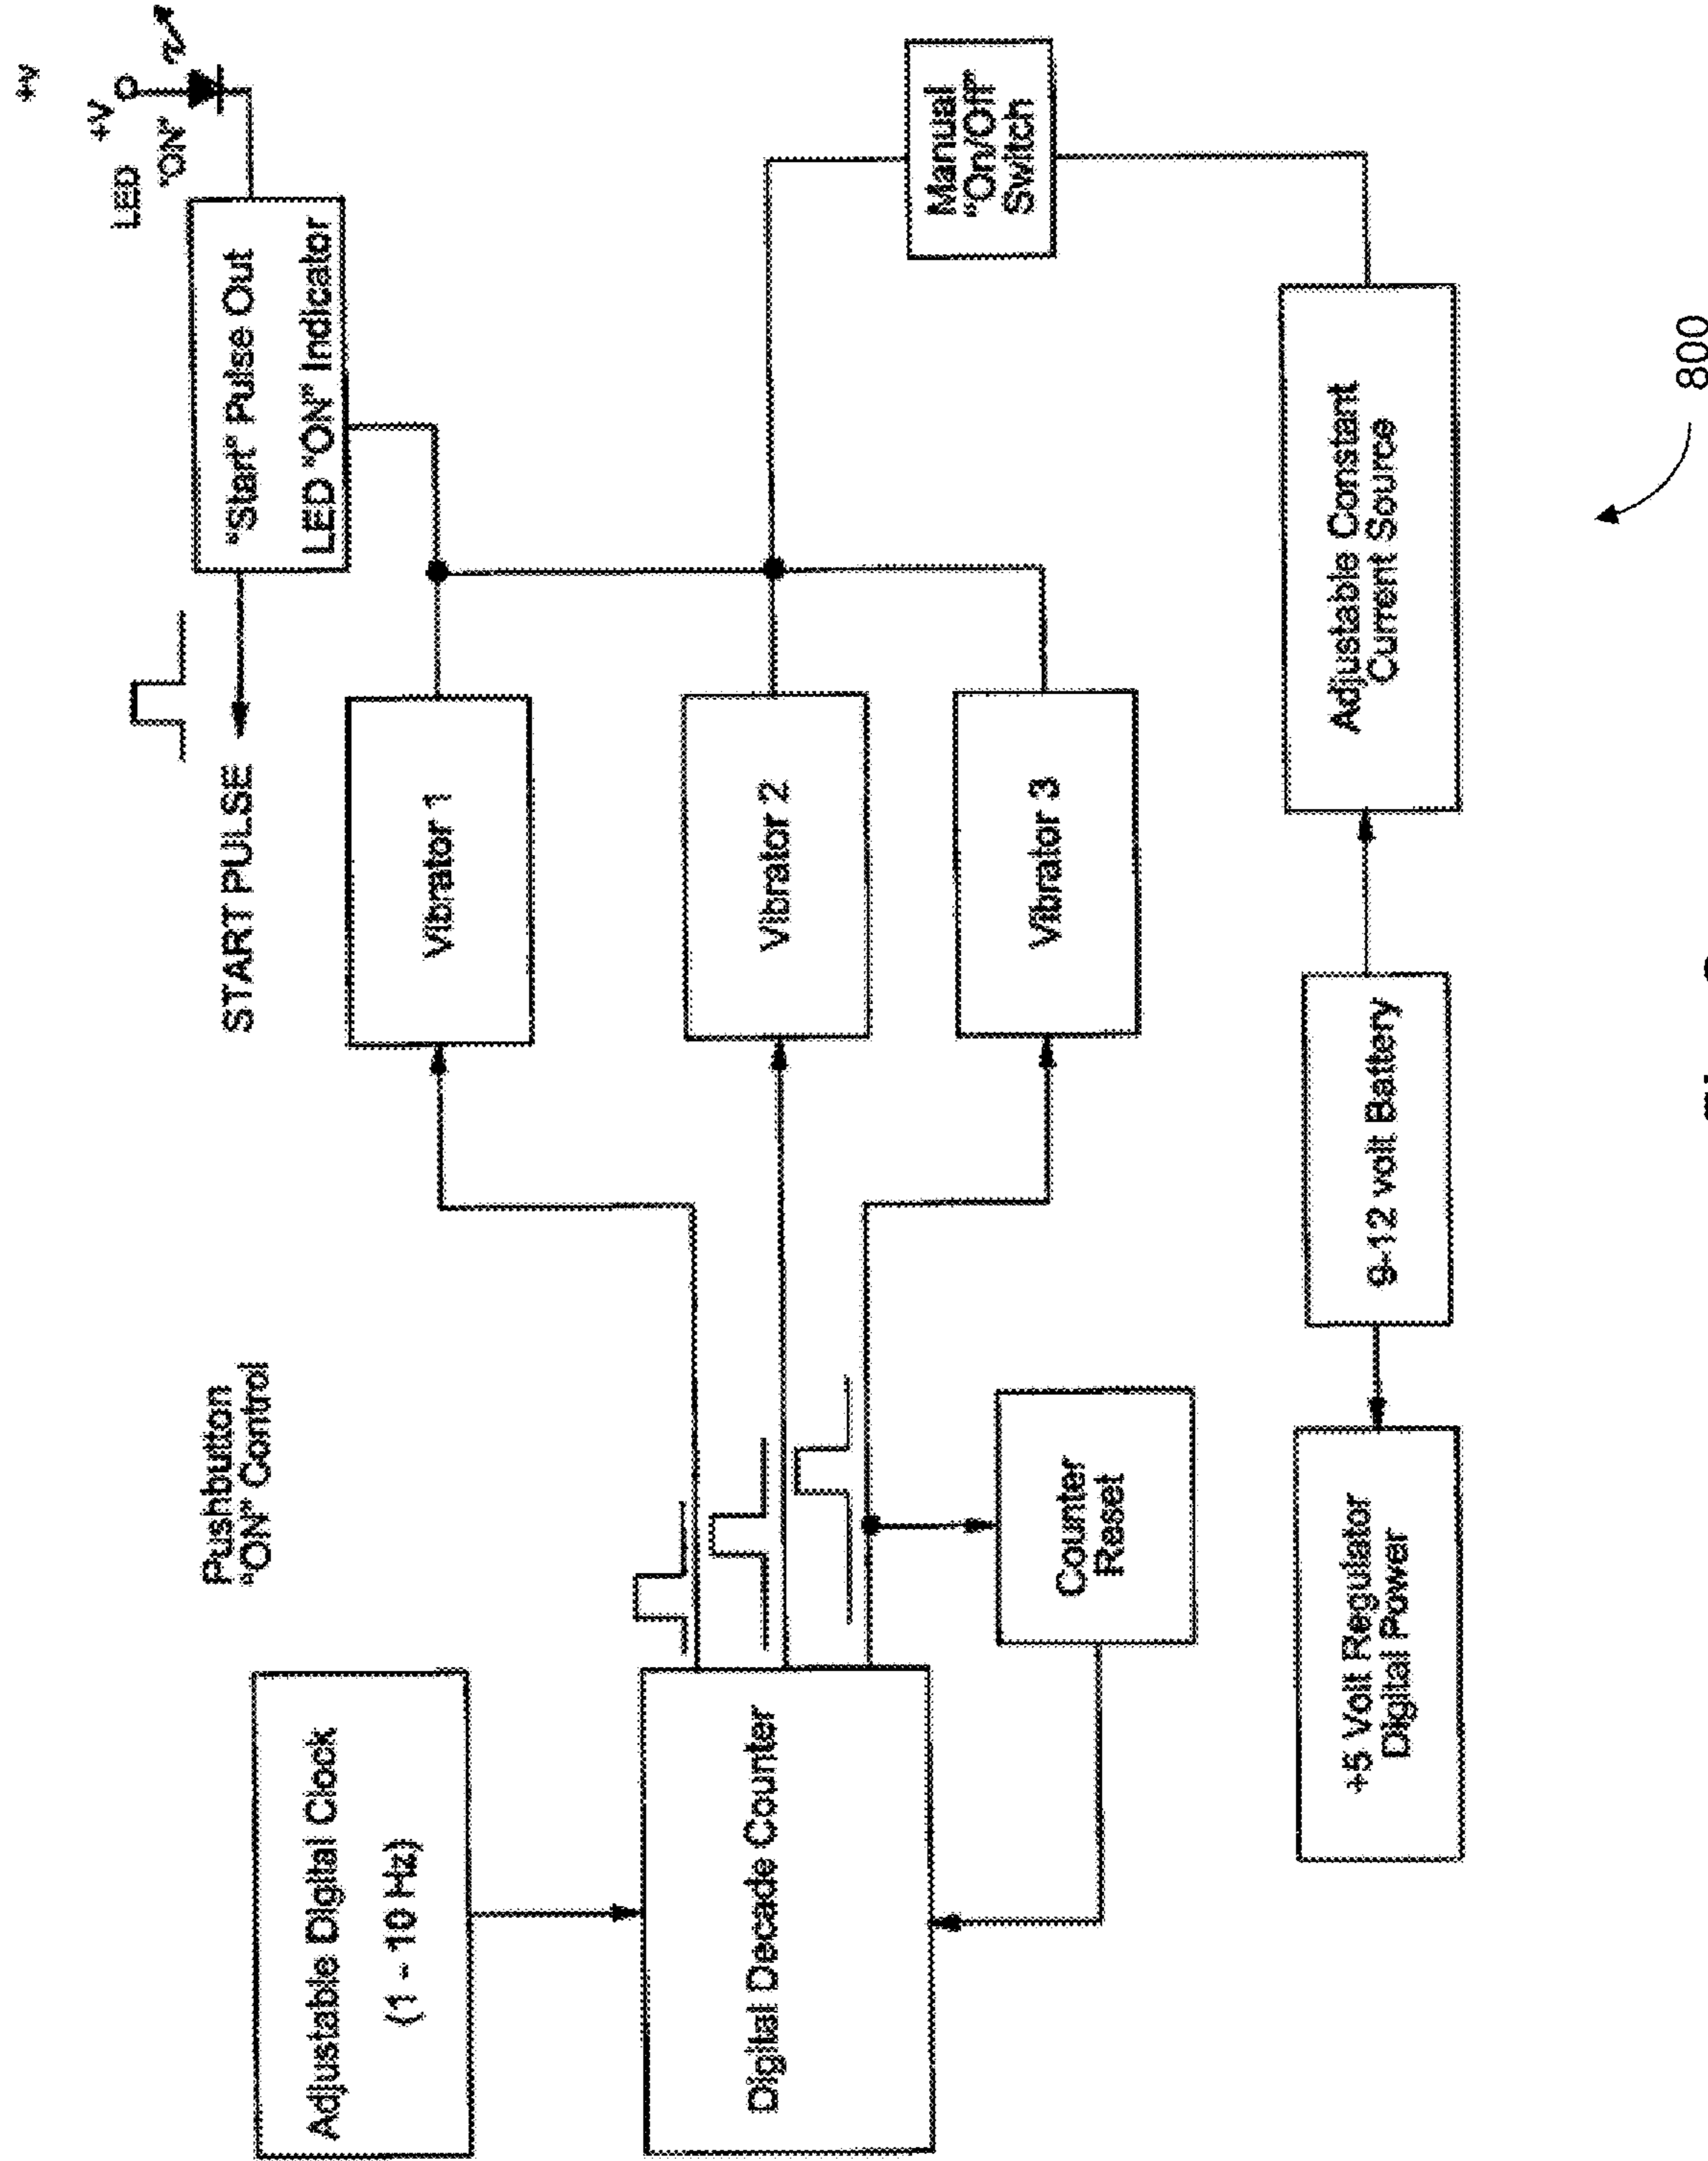 +V
+V
LED
"ON"
"Start" Pulse Out
LED "ON" Indicator
START PULSE
Pushbutton
"ON" Control
Adjustable Digital Clock
(1 - 10 Hz)
Vibrator 1
Vibrator 2
Vibrator 3
Digital Decade Counter
Counter
Reset
Manual
"On/Off"
Switch
+5 Volt Regulator
Digital Power
9-12 volt Battery
Adjustable Constant
Current Source
800